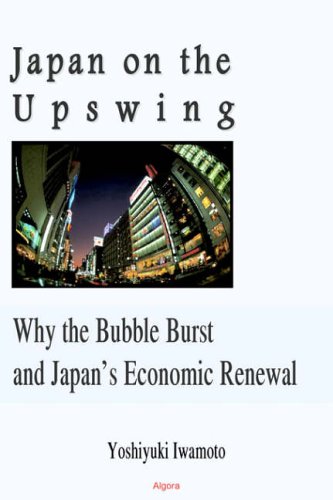 Japan on the
Upswing
Why the Bubble Burst
and Japan's Economic Renewal
Yoshiyuki Iwamoto
Algora